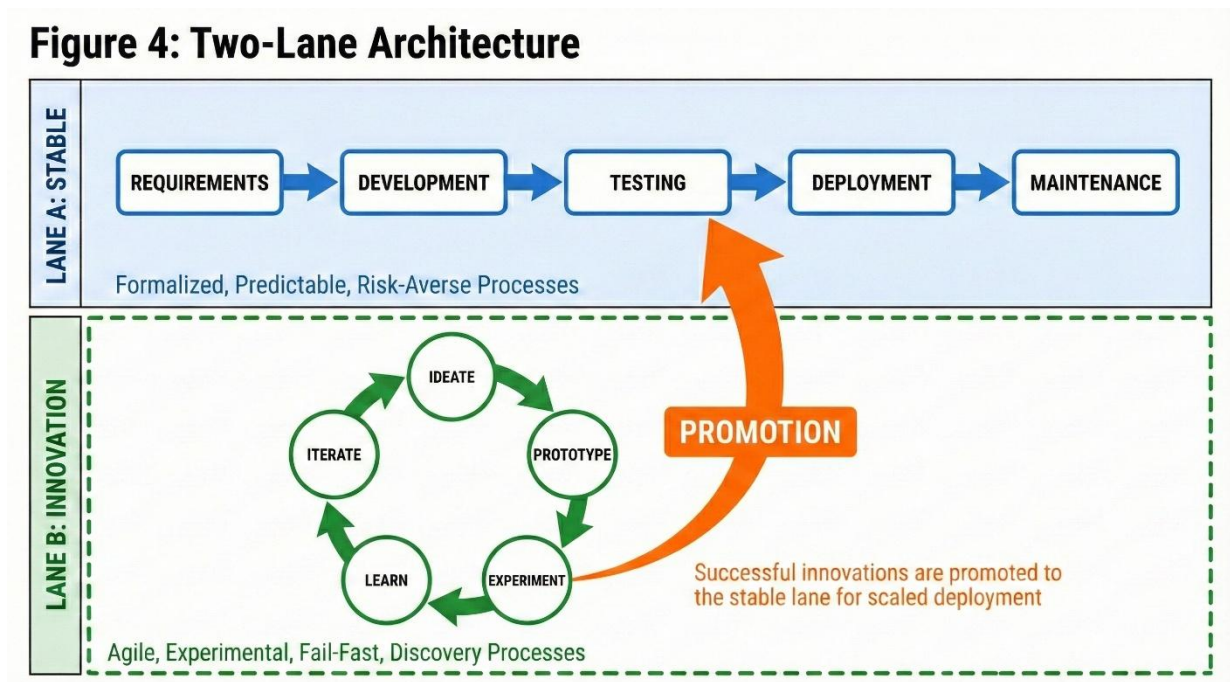 Figure 4: Two-Lane Architecture
LANE A: STABLE
REQUIREMENTS
DEVELOPMENT
TESTING
DEPLOYMENT
MAINTENANCE
Formalized, Predictable, Risk-Averse Processes
LANE B: INNOVATION
IDEATE
PROTOTYPE
EXPERIMENT
LEARN
ITERATE
PROMOTION
Successful innovations are promoted to
the stable lane for scaled deployment
Agile, Experimental, Fail-Fast, Discovery Processes